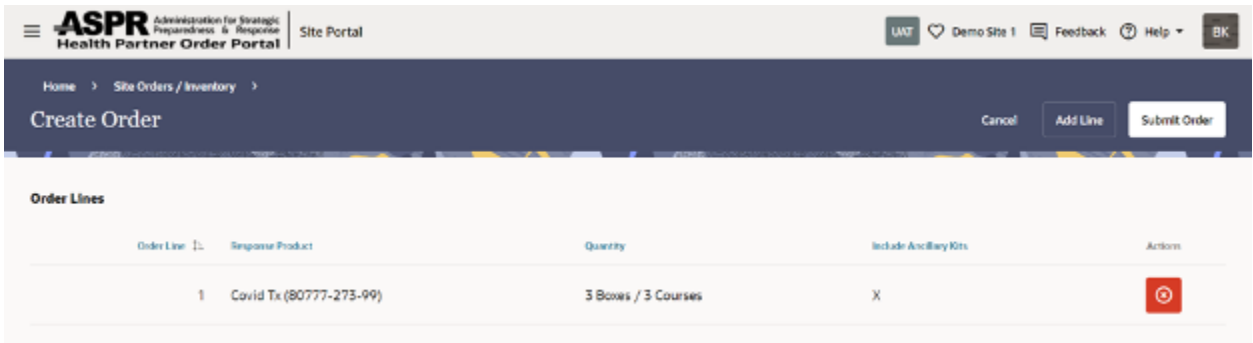 ASPR Administration for Strategic Preparedness & Response
Health Partner Order Portal
Site Portal
UAT Demo Site 1 Feedback Help BK
Home > Site Orders / Inventory >
Create Order
Cancel Add Line Submit Order
Order Lines
Order Line Response Product Quantity Include Ancillary Kits Actions
1 Covid Tx (80777-273-99) 3 Boxes / 3 Courses X